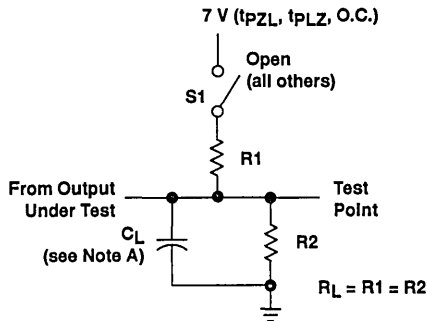 7 V (tPZL, tPLZ, O.C.)
Open
(all others)
S1
R1
From Output
Under Test
Test
Point
CL
(see Note A)
R2
RL = R1 = R2